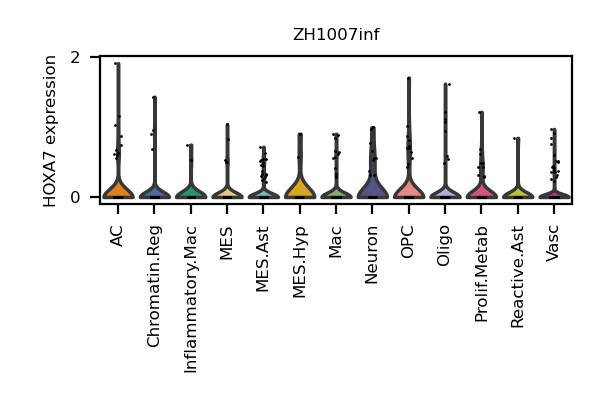 ZH1007inf
HOXA7 expression
2
0
AC
Chromatin.Reg
Inflammatory.Mac
MES
MES.Ast
MES.Hyp
Mac
Neuron
OPC
Oligo
Prolif.Metab
Reactive.Ast
Vasc